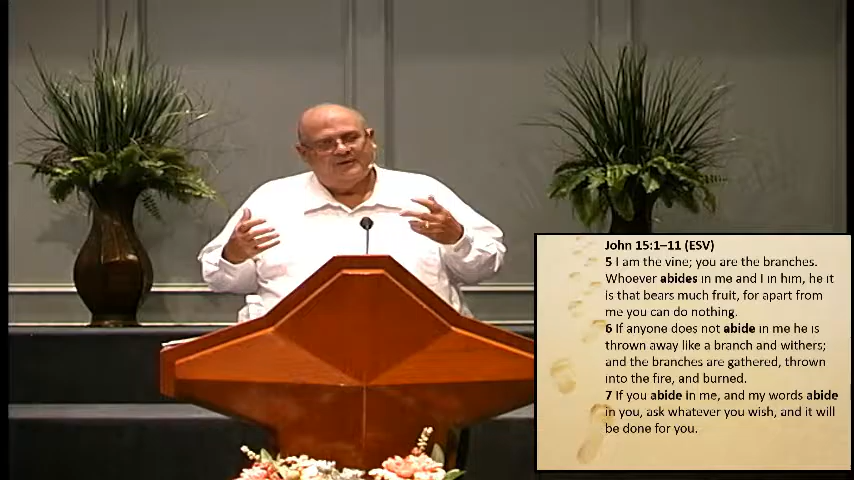 John 15:1–11 (ESV)
5 I am the vine; you are the branches.
Whoever abides in me and I in him, he it
is that bears much fruit, for apart from
me you can do nothing.
6 If anyone does not abide in me he is
thrown away like a branch and withers;
and the branches are gathered, thrown
into the fire, and burned.
7 If you abide in me, and my words abide
in you, ask whatever you wish, and it will
be done for you.